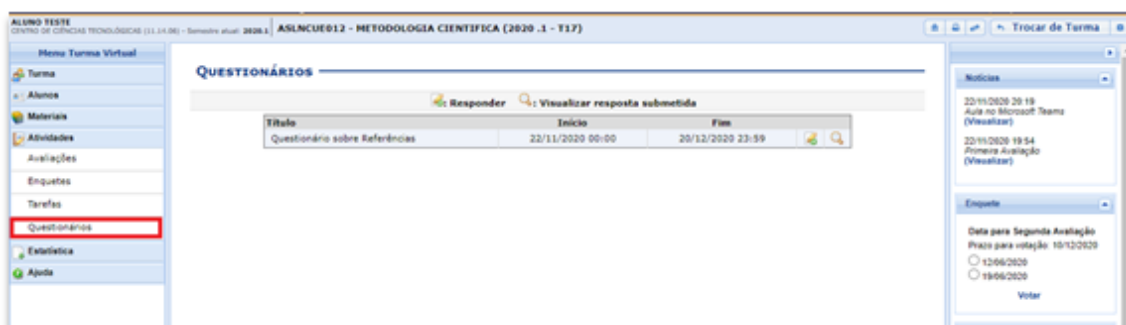 ALUNO TESTE
CENTRO DE CIÊNCIAS TECNOLÓGICAS (11.14.06) - Semestre atual: 2020.1
ASLNCUE012 - METODOLOGIA CIENTIFICA (2020 .1 - T17)
Trocar de Turma
Menu Turma Virtual
Turma
Alunos
Materiais
Atividades
Avaliações
Enquetes
Tarefas
Questionários
Estatística
Ajuda
QUESTIONÁRIOS
: Responder : Visualizar resposta submetida
Título Início Fim
Questionário sobre Referências 22/11/2020 00:00 20/12/2020 23:59
Notícias
22/11/2020 20:19
Aula no Microsoft Teams
(Visualizar)
22/11/2020 19:54
Primeira Avaliação
(Visualizar)
Enquete
Data para Segunda Avaliação
Prazo para votação: 10/12/2020
12/06/2020
19/06/2020
Votar